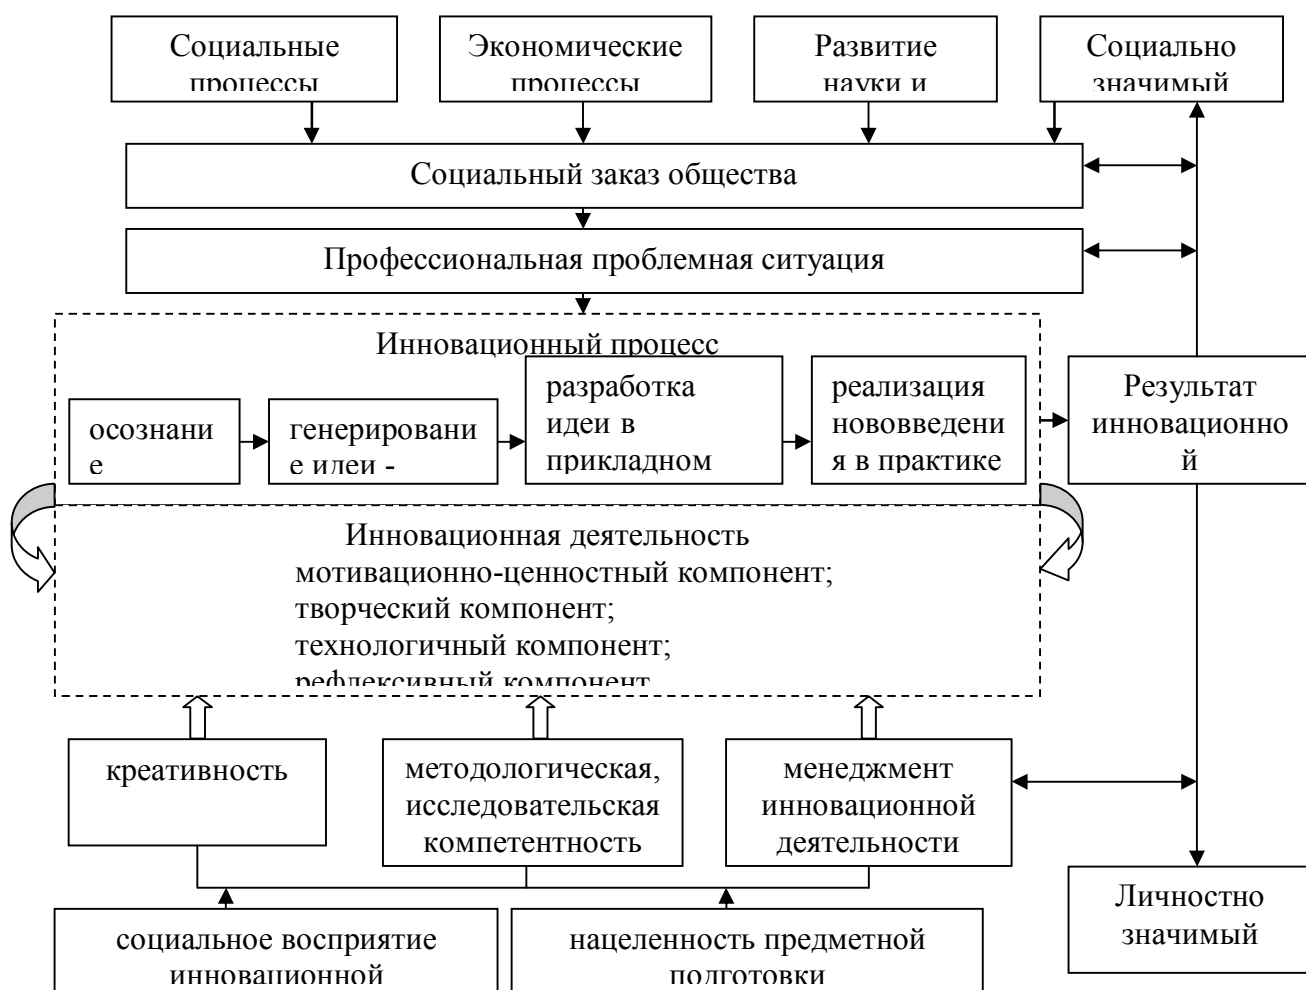 Социальные
процессы
Экономические
процессы
Развитие
науки и
Социально
значимый
Социальный заказ общества
Профессиональная проблемная ситуация
Инновационный процесс
осознани
е
генерировани
е идеи -
разработка
идеи в
прикладном
реализация
нововведени
я в практике
Результат
инновационно
й
Инновационная деятельность
мотивационно-ценностный компонент;
творческий компонент;
технологичный компонент;
рефлексивный компонент
креативность
методологическая,
исследовательская
компетентность
менеджмент
инновационной
деятельности
Личностно
значимый
социальное восприятие
инновационной
нацеленность предметной
подготовки